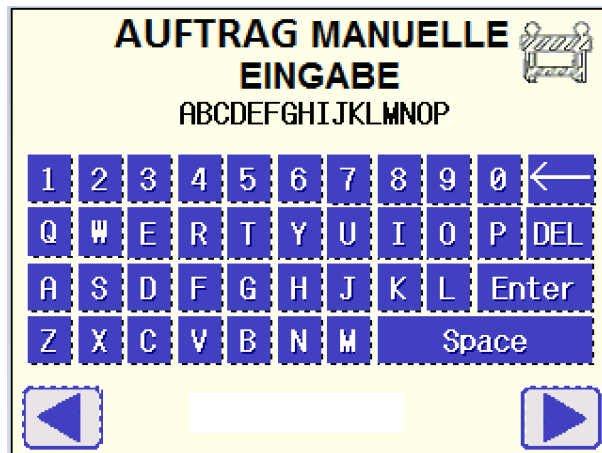 AUFTRAG MANUELLE
EINGABE
ABCDEFGHIJKLMNOP
1 2 3 4 5 6 7 8 9 0 ←
Q W E R T Y U I O P DEL
A S D F G H J K L Enter
Z X C V B N M Space